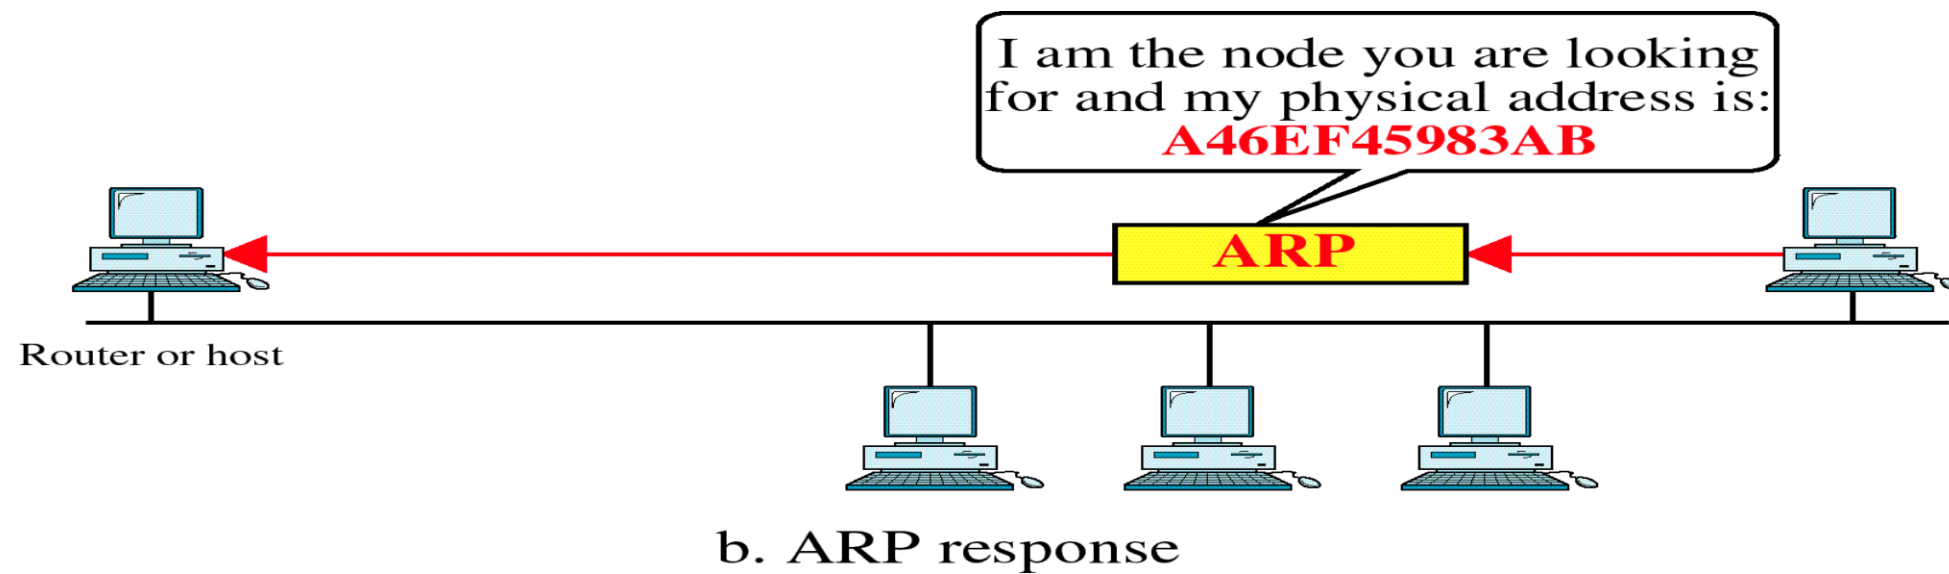 I am the node you are looking
for and my physical address is:
A46EF45983AB
ARP
Router or host
b. ARP response